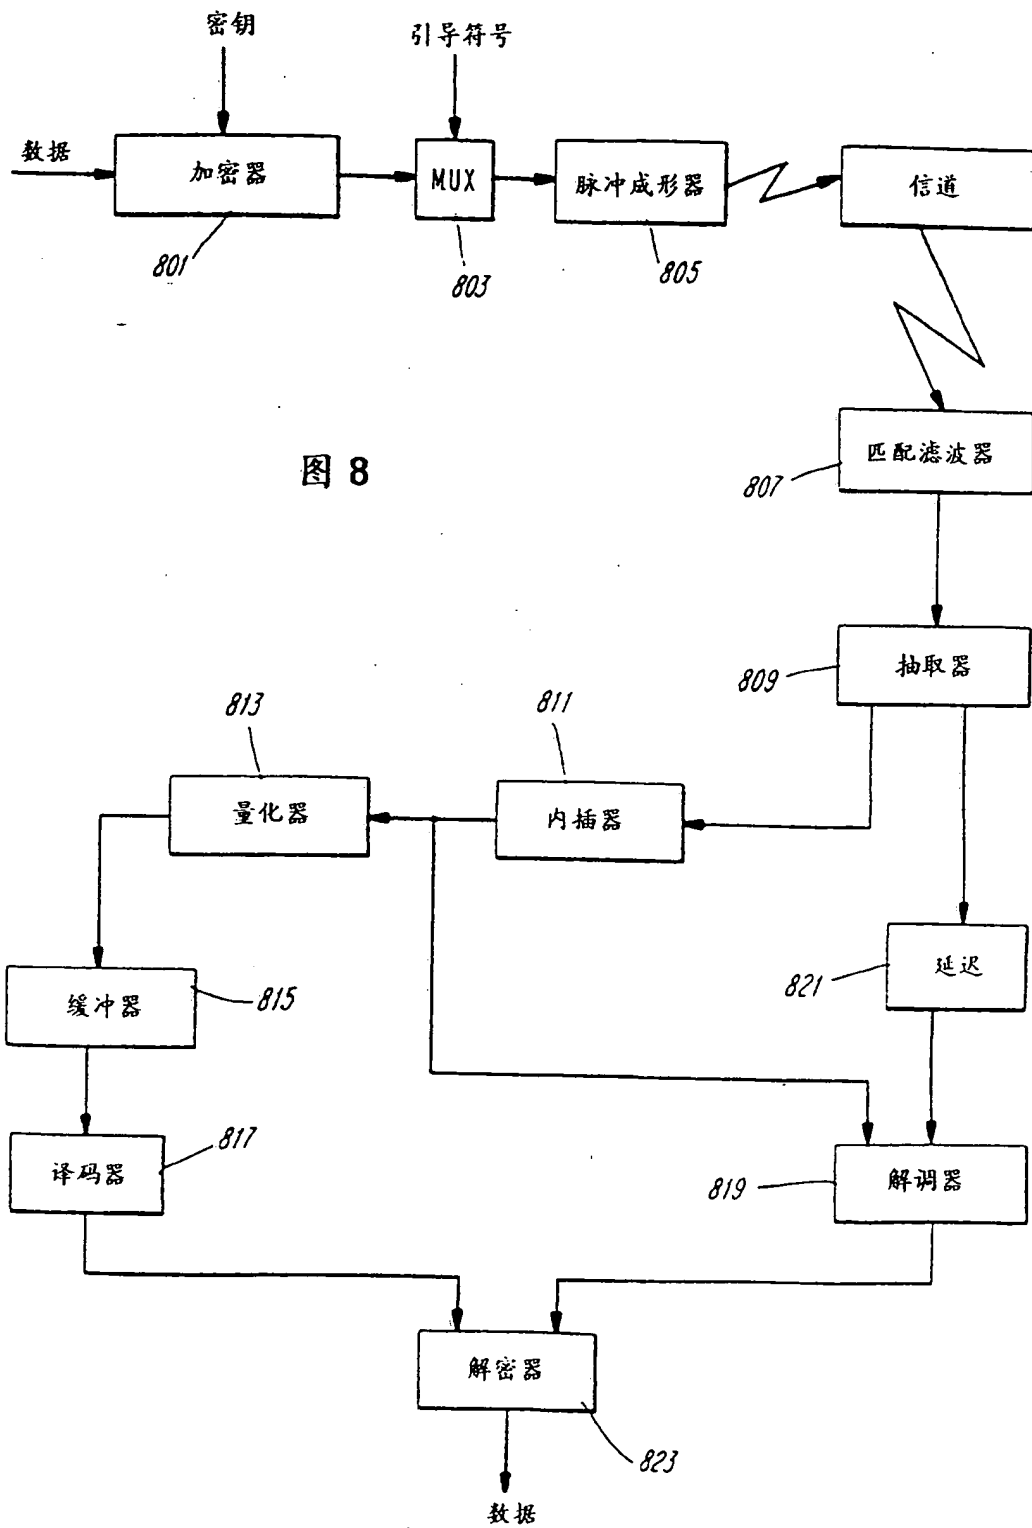 密钥
引导符号
数据
加密器
MUX
脉冲成形器
信道
801
803
805
匹配滤波器
807
图 8
抽取器
809
813
811
量化器
内插器
缓冲器
815
821
延迟
译码器
817
819
解调器
解密器
823
数据